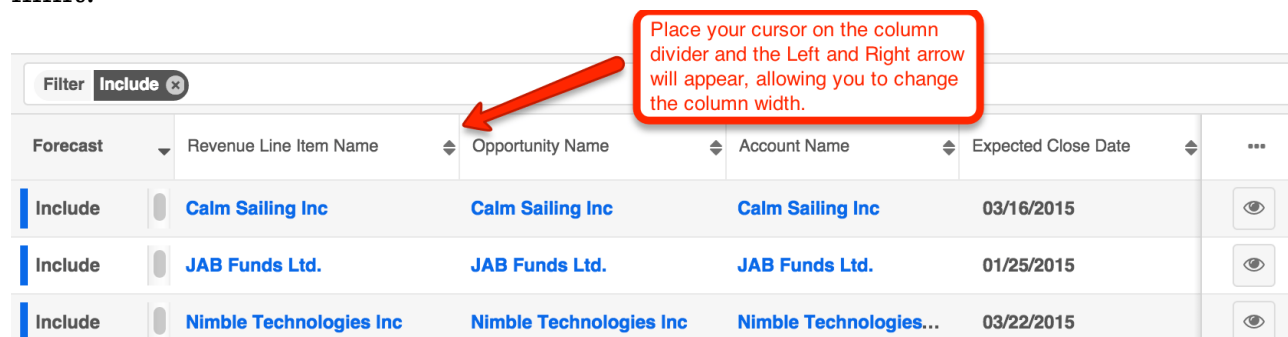 Place your cursor on the column
divider and the Left and Right arrow
will appear, allowing you to change
the column width.
Filter Include
Forecast Revenue Line Item Name Opportunity Name Account Name Expected Close Date
Include Calm Sailing Inc Calm Sailing Inc Calm Sailing Inc 03/16/2015
Include JAB Funds Ltd. JAB Funds Ltd. JAB Funds Ltd. 01/25/2015
Include Nimble Technologies Inc Nimble Technologies Inc Nimble Technologies... 03/22/2015